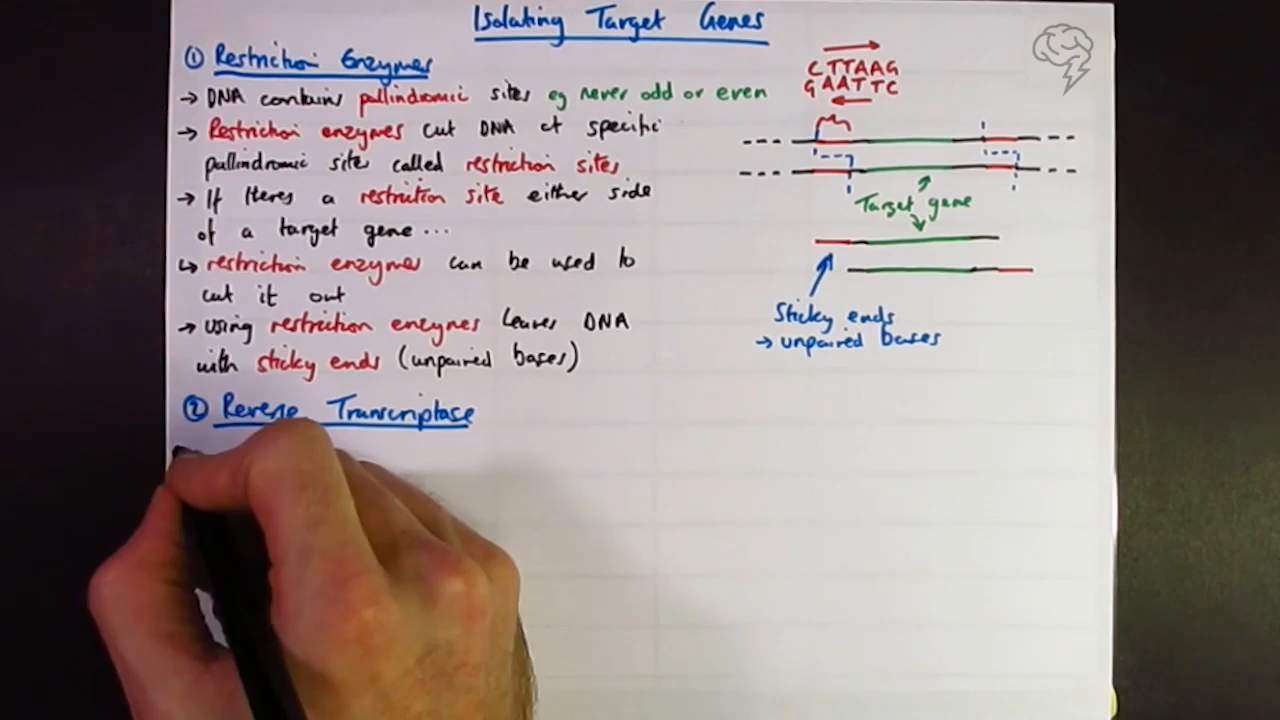 Isolating Target Genes
① Restriction Enzymes
→ DNA contains pallindromic sites eg never odd or even
→ Restriction enzymes cut DNA at specific
pallindromic site called restriction sites
→ If theres a restriction site either side
of a target gene...
↳ restriction enzymes can be used to
cut it out
→ using restriction enzymes leaves DNA
with sticky ends (unpaired bases)
② Reverse Transcriptase
CTTAAG
GAATTC
Target gene
Sticky ends
→ unpaired bases